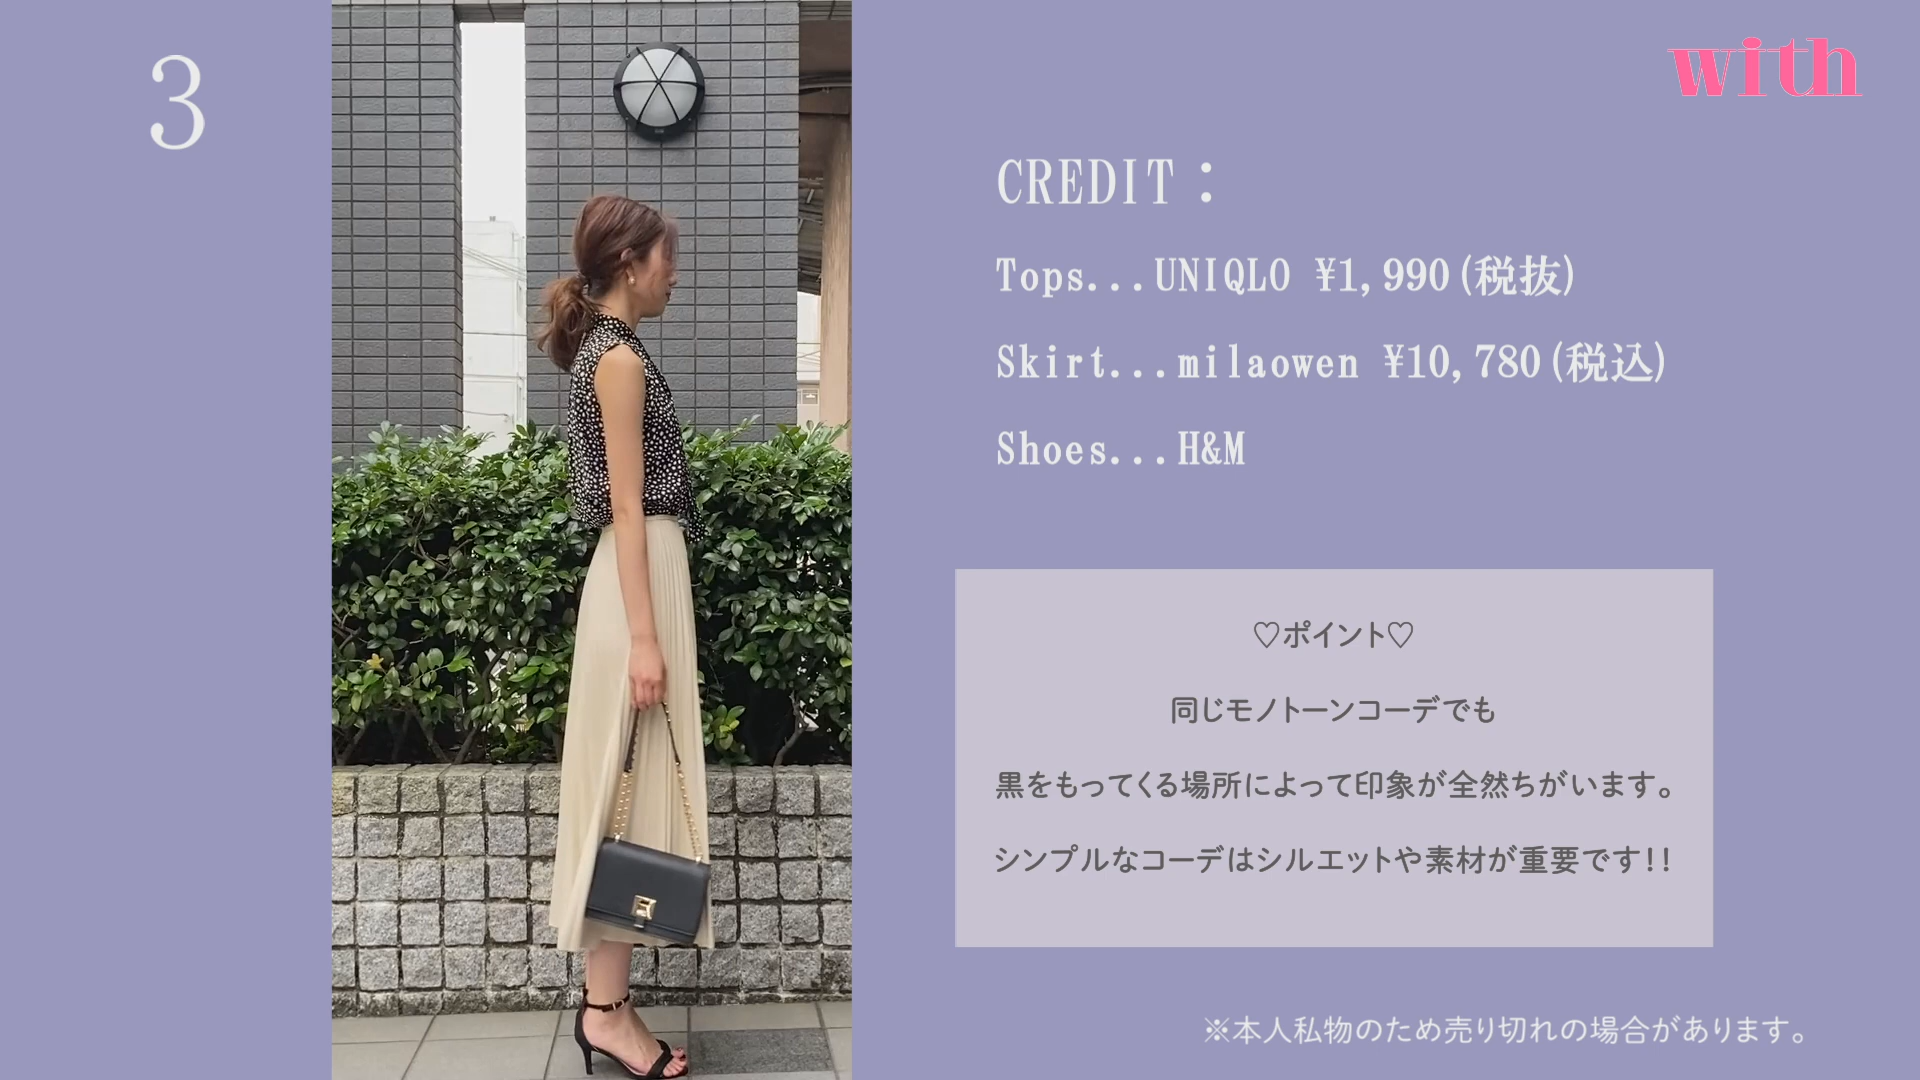 3
with
CREDIT：
Tops...UNIQLO ¥1,990(税抜)
Skirt...milaowen ¥10,780(税込)
Shoes...H&M
♡ポイント♡
同じモノトーンコーデでも
黒をもってくる場所によって印象が全然ちがいます。
シンプルなコーデはシルエットや素材が重要です!!
※本人私物のため売り切れの場合があります。